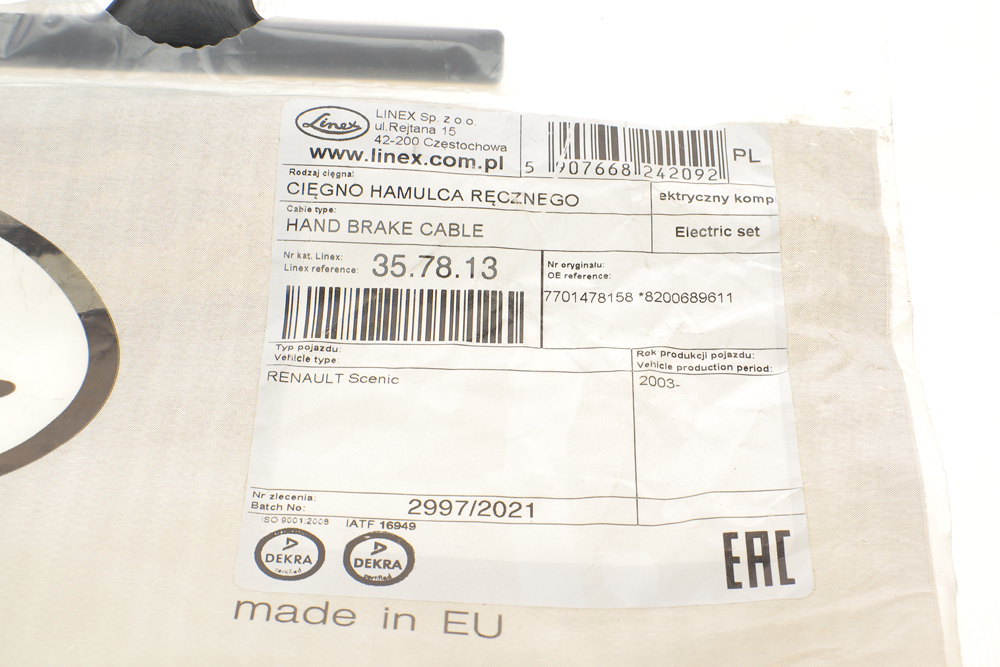 Linex
LINEX Sp. z o.o.
ul.Rejtana 15
42-200 Częstochowa
www.linex.com.pl
5 907668 242092
PL
Rodzaj cięgna:
CIĘGNO HAMULCA RĘCZNEGO
ektryczny komp
Cable type:
HAND BRAKE CABLE
Electric set
Nr kat. Linex:
Linex reference:
35.78.13
Nr oryginału:
OE reference:
7701478158 *8200689611
Typ pojazdu:
Vehicle type:
RENAULT Scenic
Rok produkcji pojazdu:
Vehicle production period:
2003-
Nr zlecenia:
Batch No:
2997/2021
ISO 9001:2008
IATF 16949
DEKRA
certified
DEKRA
certified
EAC
made in EU